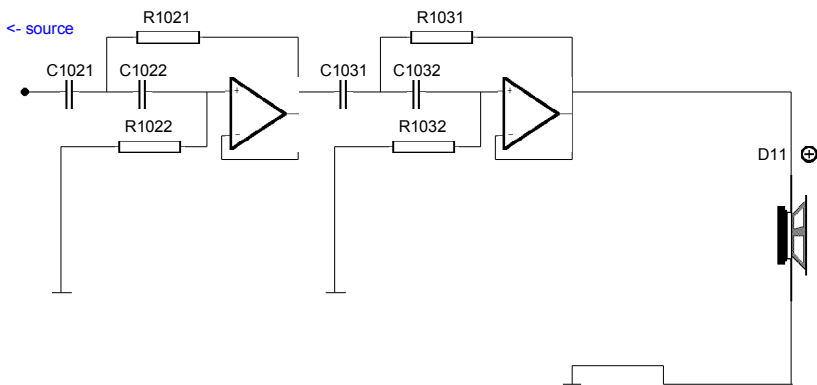 R1021 R1031
<- source
C1021 C1022 C1031 C1032
+ +
R1022 R1032
- -
D11 +